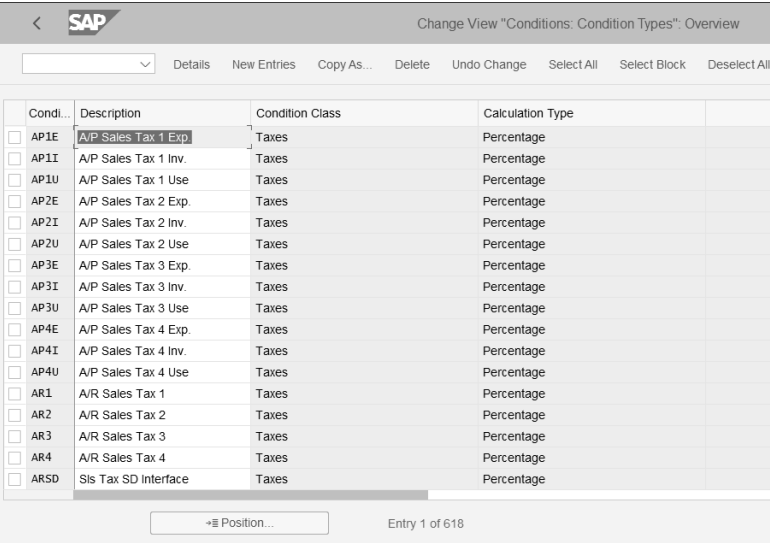 SAP Change View "Conditions: Condition Types": Overview
Details New Entries Copy As... Delete Undo Change Select All Select Block Deselect All
Condi... Description Condition Class Calculation Type
AP1E A/P Sales Tax 1 Exp. Taxes Percentage
AP1I A/P Sales Tax 1 Inv. Taxes Percentage
AP1U A/P Sales Tax 1 Use Taxes Percentage
AP2E A/P Sales Tax 2 Exp. Taxes Percentage
AP2I A/P Sales Tax 2 Inv. Taxes Percentage
AP2U A/P Sales Tax 2 Use Taxes Percentage
AP3E A/P Sales Tax 3 Exp. Taxes Percentage
AP3I A/P Sales Tax 3 Inv. Taxes Percentage
AP3U A/P Sales Tax 3 Use Taxes Percentage
AP4E A/P Sales Tax 4 Exp. Taxes Percentage
AP4I A/P Sales Tax 4 Inv. Taxes Percentage
AP4U A/P Sales Tax 4 Use Taxes Percentage
AR1 A/R Sales Tax 1 Taxes Percentage
AR2 A/R Sales Tax 2 Taxes Percentage
AR3 A/R Sales Tax 3 Taxes Percentage
AR4 A/R Sales Tax 4 Taxes Percentage
ARSD Sls Tax SD Interface Taxes Percentage
Position... Entry 1 of 618